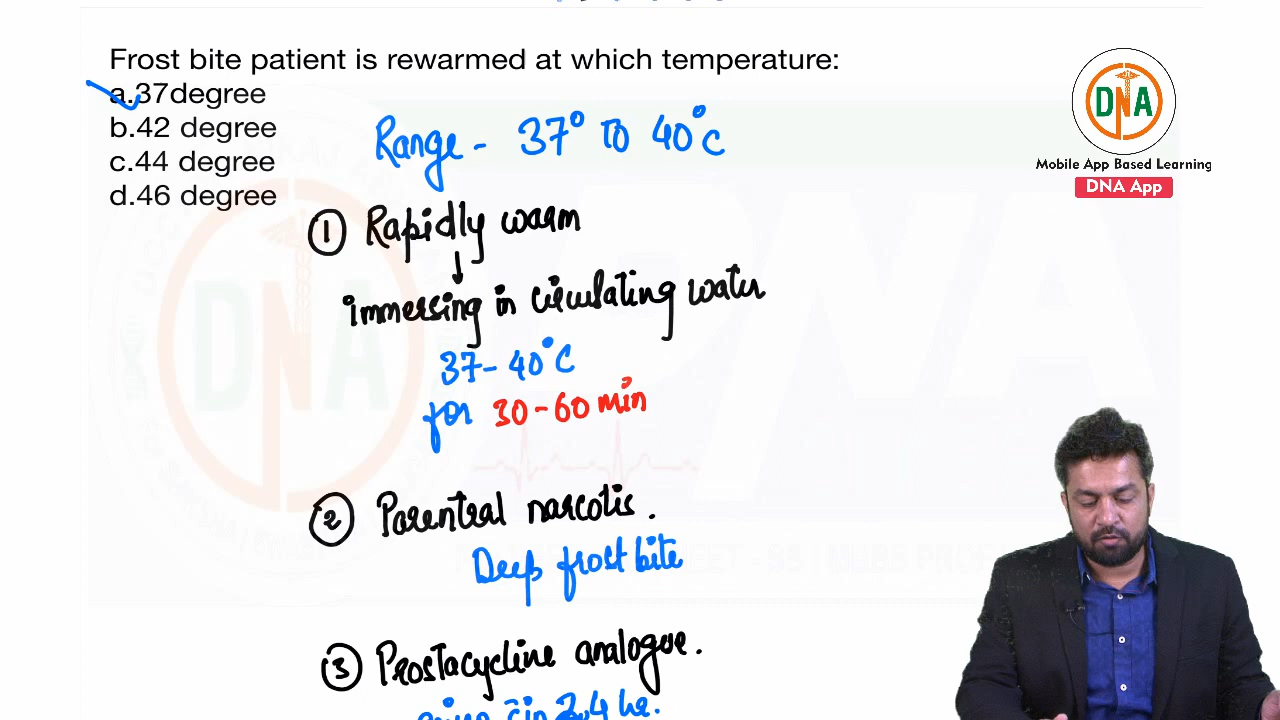 Frost bite patient is rewarmed at which temperature:
a.37degree
b.42 degree
c.44 degree
d.46 degree
Range - 37° to 40°C
DNA
Mobile App Based Learning
DNA App
① Rapidly warm
↓
immersing in circulating water
37-40°C
for 30-60 min
② Parentral narcotis.
Deep frost bite
③ Prostacycline analogue.